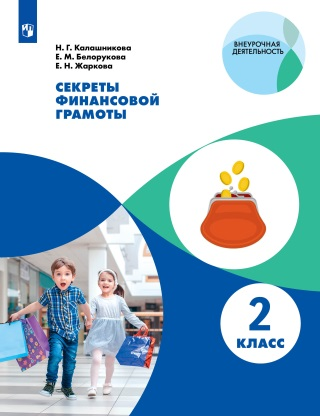 Н. Г. Калашникова
Е. М. Белорукова
Е. Н. Жаркова
ВНЕУРОЧНАЯ
ДЕЯТЕЛЬНОСТЬ
СЕКРЕТЫ
ФИНАНСОВОЙ
ГРАМОТЫ
2
КЛАСС